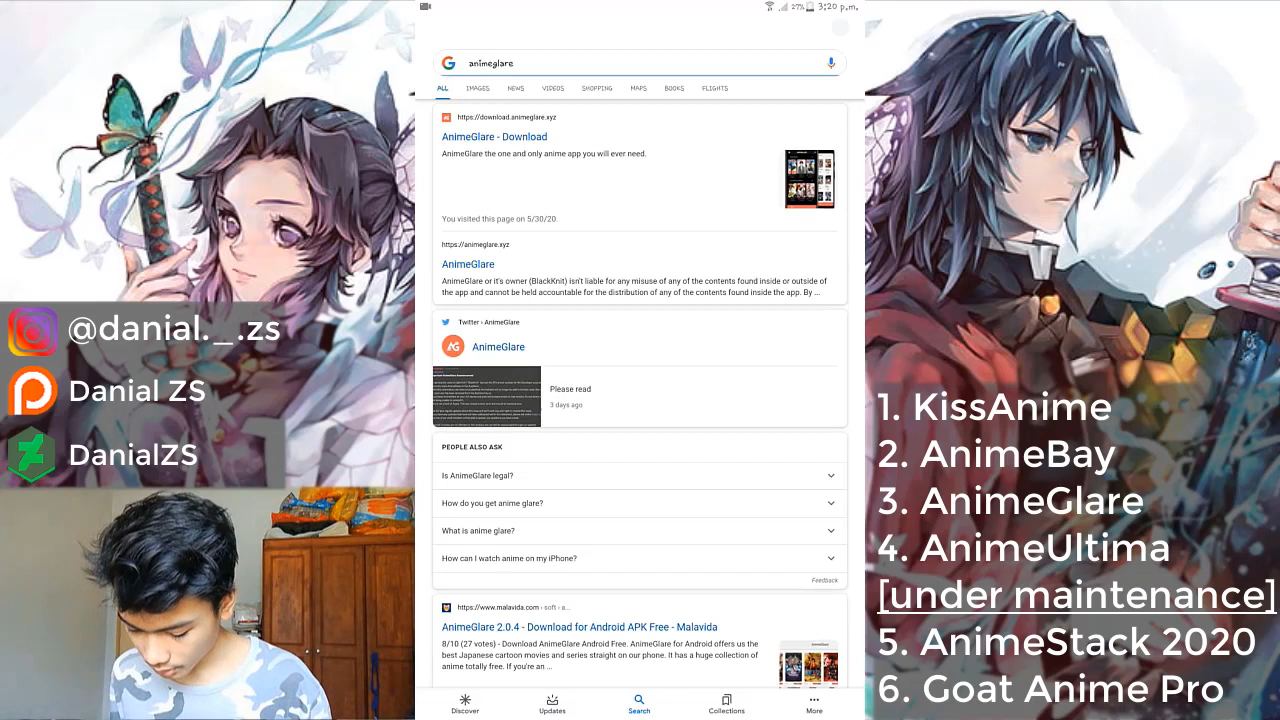 27% 3:20 p.m.
animeglare
ALL IMAGES NEWS VIDEOS SHOPPING MAPS BOOKS FLIGHTS
https://download.animeglare.xyz
AnimeGlare - Download
AnimeGlare the one and only anime app you will ever need.
You visited this page on 5/30/20.
https://animeglare.xyz
AnimeGlare
AnimeGlare or it's owner (BlackKnit) isn't liable for any misuse of any of the contents found inside or outside of
the app and cannot be held accountable for the distribution of any of the contents found inside the app. By ...
Twitter › AnimeGlare
AG AnimeGlare
Please read
3 days ago
PEOPLE ALSO ASK
Is AnimeGlare legal?
How do you get anime glare?
What is anime glare?
How can I watch anime on my iPhone?
Feedback
https://www.malavida.com › soft › a...
AnimeGlare 2.0.4 - Download for Android APK Free - Malavida
8/10 (27 votes) - Download AnimeGlare Android Free. AnimeGlare for Android offers us the
best Japanese cartoon movies and series straight on our phone. It has a huge collection of
anime totally free. If you're an ...
Discover Updates Search Collections More
@danial._.zs
Danial ZS
DanialZS
1. KissAnime
2. AnimeBay
3. AnimeGlare
4. AnimeUltima
[under maintenance]
5. AnimeStack 2020
6. Goat Anime Pro